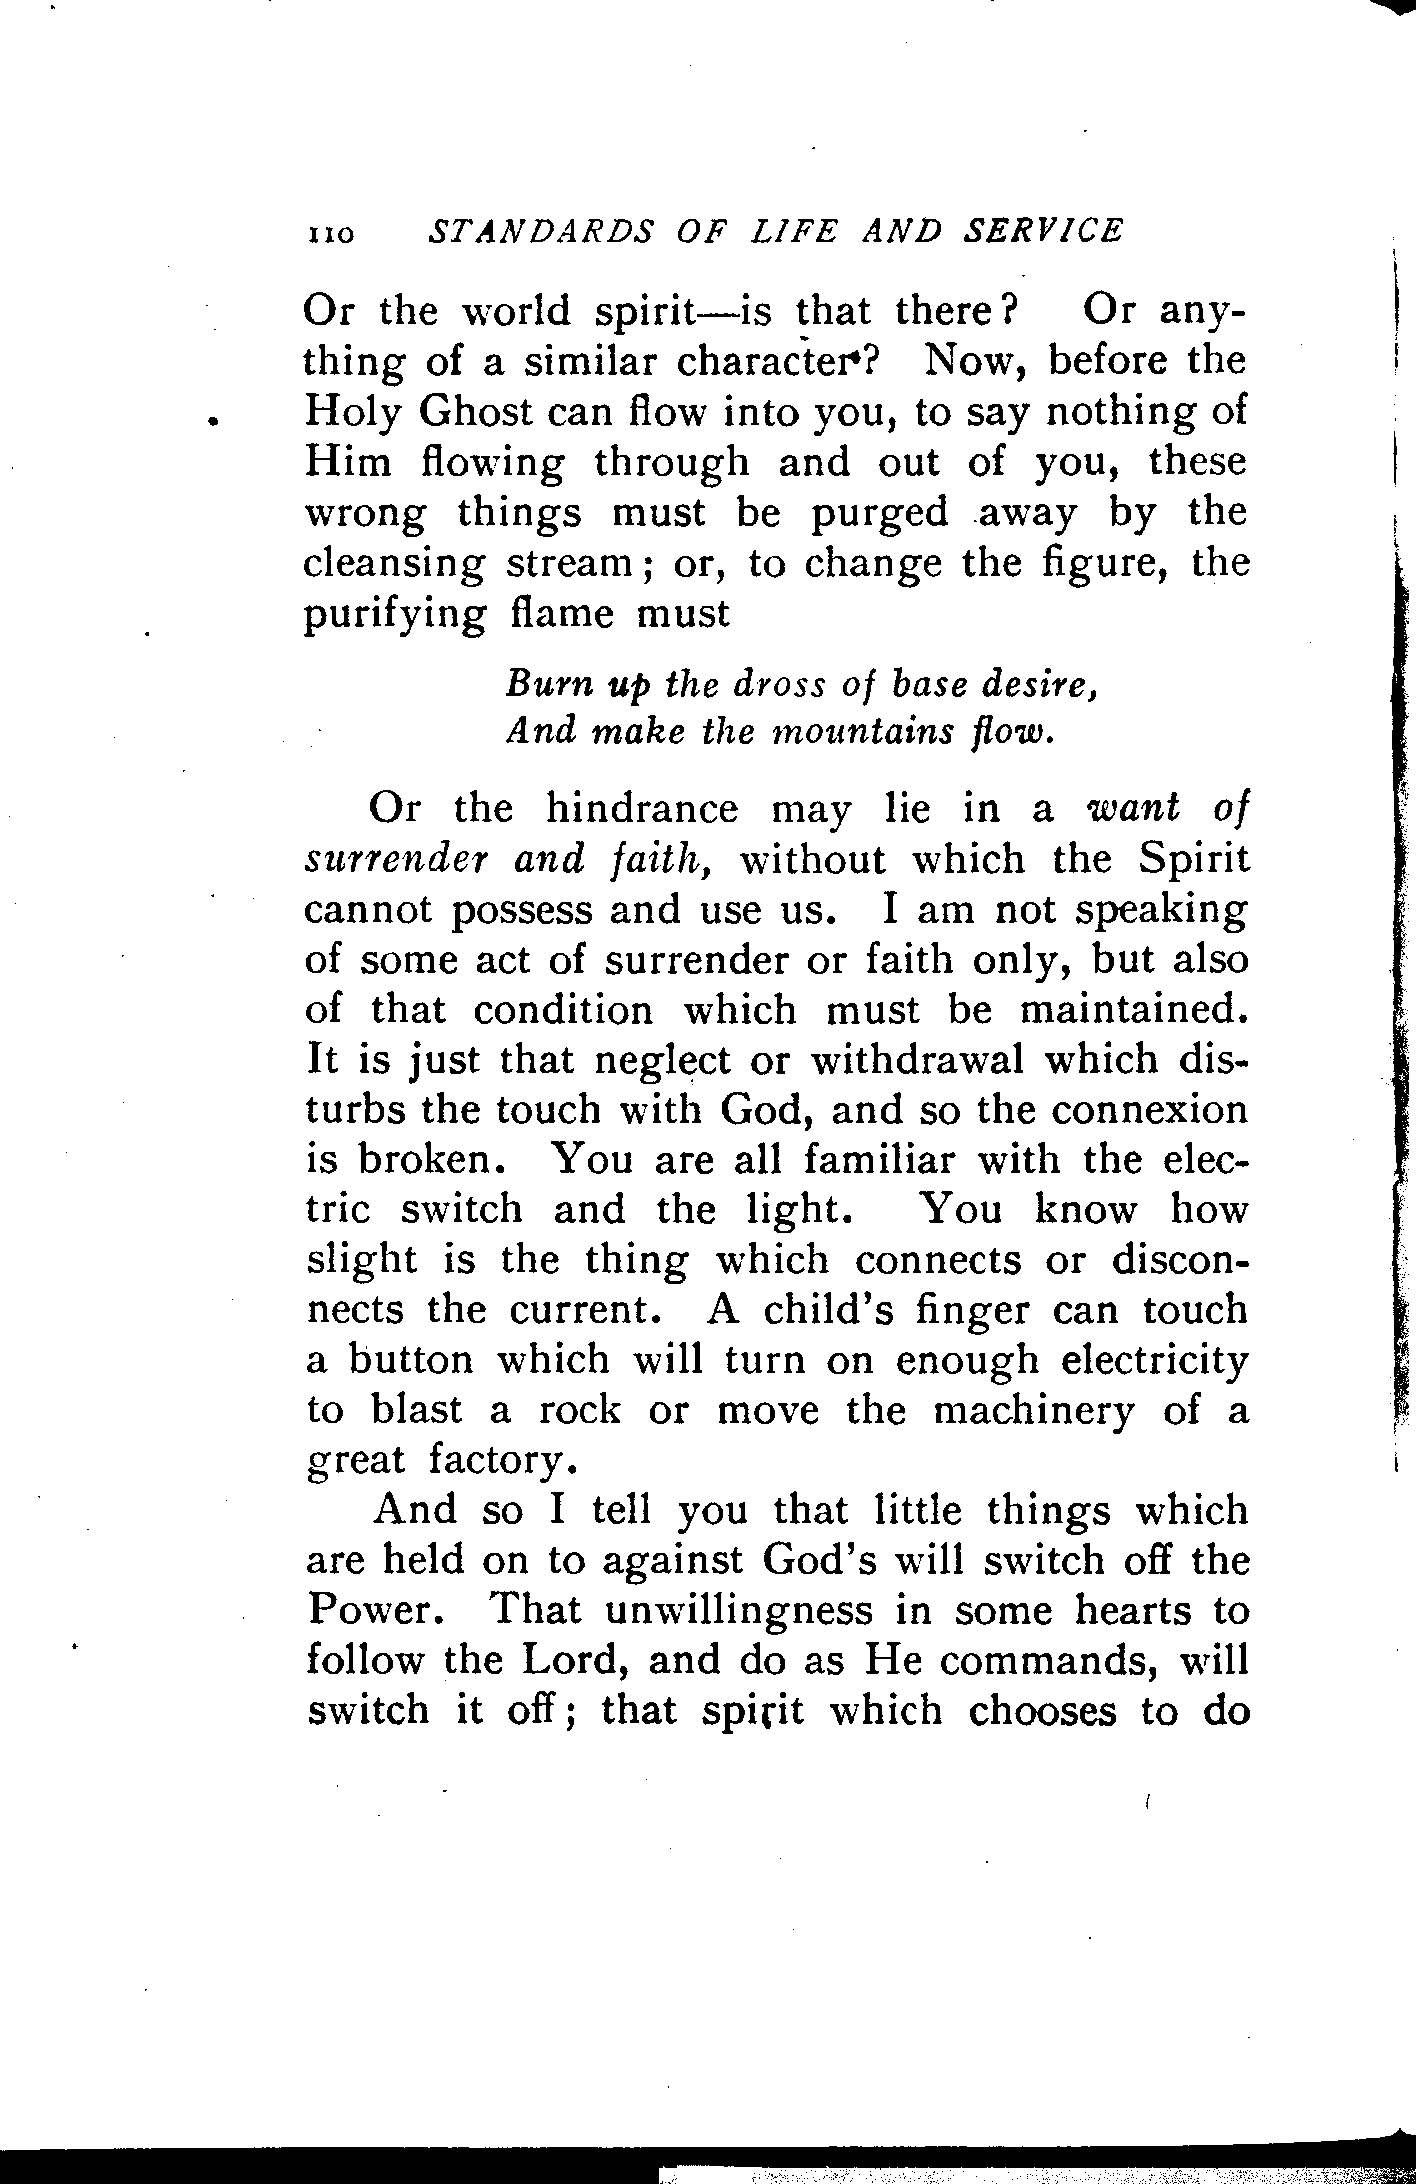 110 STANDARDS OF LIFE AND SERVICE
Or the world spirit—is that there? Or any-
thing of a similar character? Now, before the
Holy Ghost can flow into you, to say nothing of
Him flowing through and out of you, these
wrong things must be purged away by the
cleansing stream; or, to change the figure, the
purifying flame must
Burn up the dross of base desire,
And make the mountains flow.
Or the hindrance may lie in a want of
surrender and faith, without which the Spirit
cannot possess and use us. I am not speaking
of some act of surrender or faith only, but also
of that condition which must be maintained.
It is just that neglect or withdrawal which dis-
turbs the touch with God, and so the connexion
is broken. You are all familiar with the elec-
tric switch and the light. You know how
slight is the thing which connects or discon-
nects the current. A child's finger can touch
a button which will turn on enough electricity
to blast a rock or move the machinery of a
great factory.
And so I tell you that little things which
are held on to against God's will switch off the
Power. That unwillingness in some hearts to
follow the Lord, and do as He commands, will
switch it off; that spirit which chooses to do